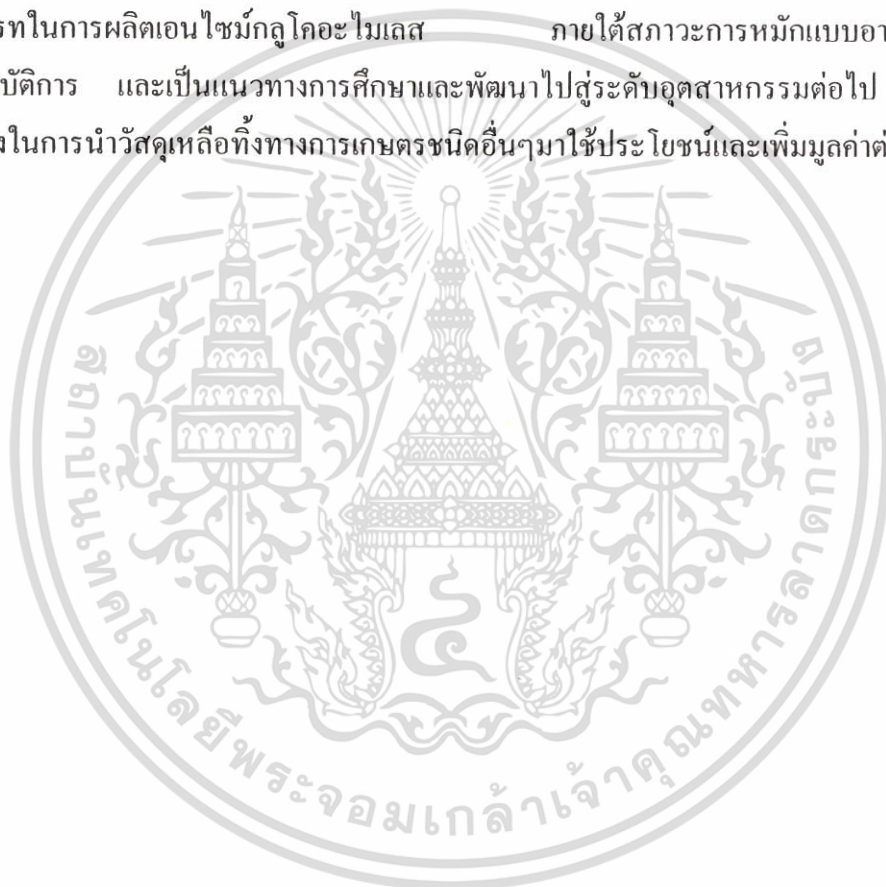 รทในการผลิตเอนไซม์กลูโคอะไมเลส ภายใต้สภาวะการหมักแบบอา
บัติการ และเป็นแนวทางการศึกษาและพัฒนาไปสู่ระดับอุตสาหกรรมต่อไป
งในการนำวัสดุเหลือทิ้งทางการเกษตรชนิดอื่นๆมาใช้ประโยชน์และเพิ่มมูลค่าต่
สถาบันเทคโนโลยีพระจอมเกล้าเจ้าคุณทหารลาดกระบัง
๔